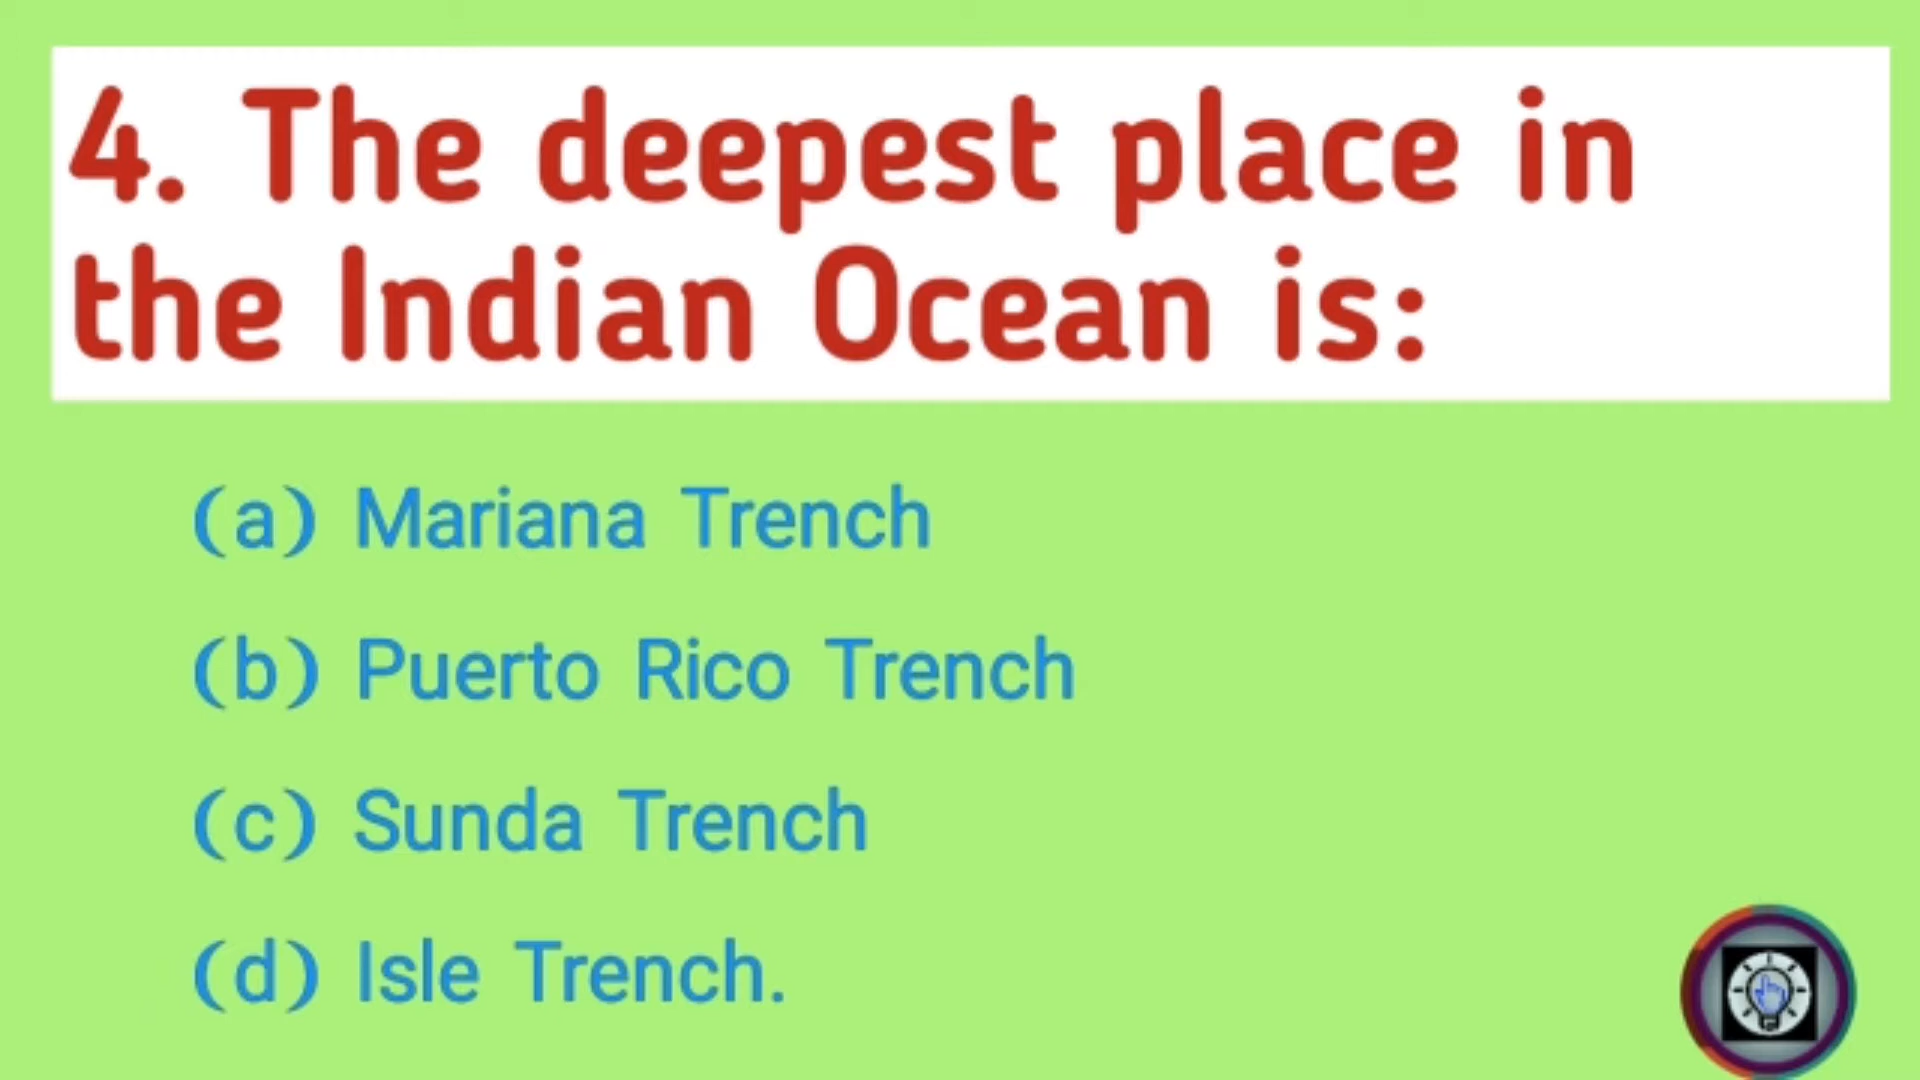 4. The deepest place in
the Indian Ocean is:
(a) Mariana Trench
(b) Puerto Rico Trench
(c) Sunda Trench
(d) Isle Trench.